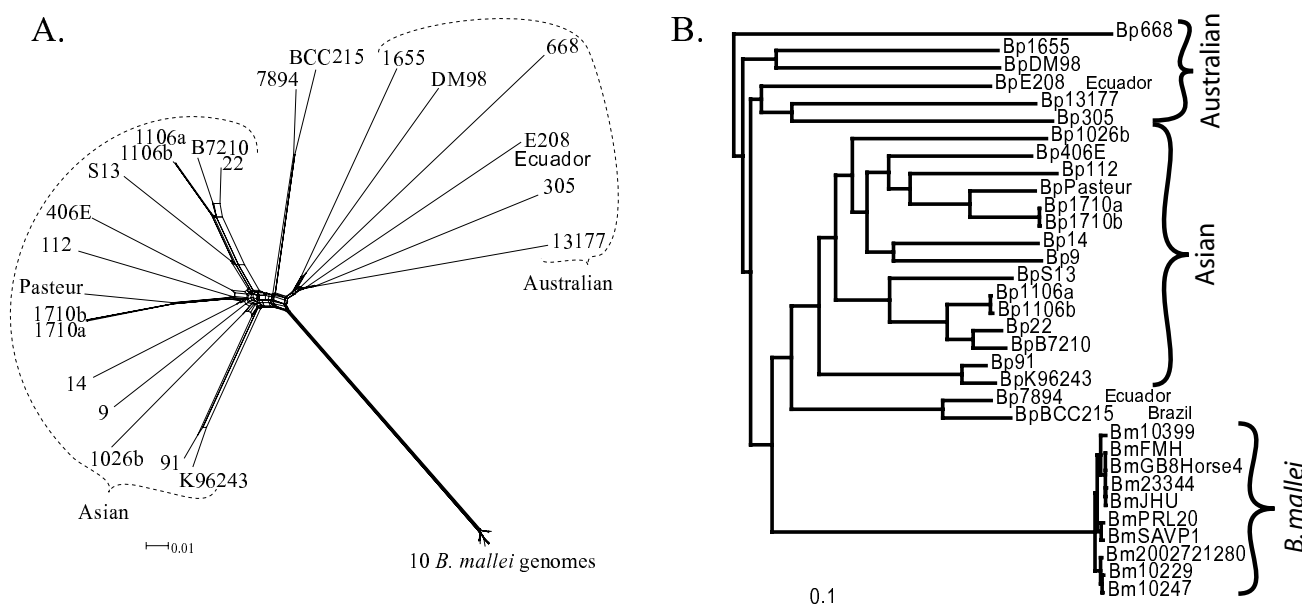 A.
BCC215
7894
1655
668
DM98
E208
Ecuador
305
13177
Australian
1106a
1106b
B7210
22
S13
406E
112
Pasteur
1710b
1710a
14
9
1026b
91
K96243
Asian
0.01
10 B. mallei genomes
B.
Bp668
Bp1655
BpDM98
BpE208 Ecuador
Bp13177
Bp305
Bp1026b
Bp406E
Bp112
BpPasteur
Bp1710a
Bp1710b
Bp14
Bp9
BpS13
Bp1106a
Bp1106b
Bp22
BpB7210
Bp91
BpK96243
Bp7894 Ecuador
BpBCC215 Brazil
Bm10399
BmFMH
BmGB8Horse4
Bm23344
BmJHU
BmPRL20
BmSAVP1
Bm2002721280
Bm10229
Bm10247
Australian
Asian
B.mallei
0.1